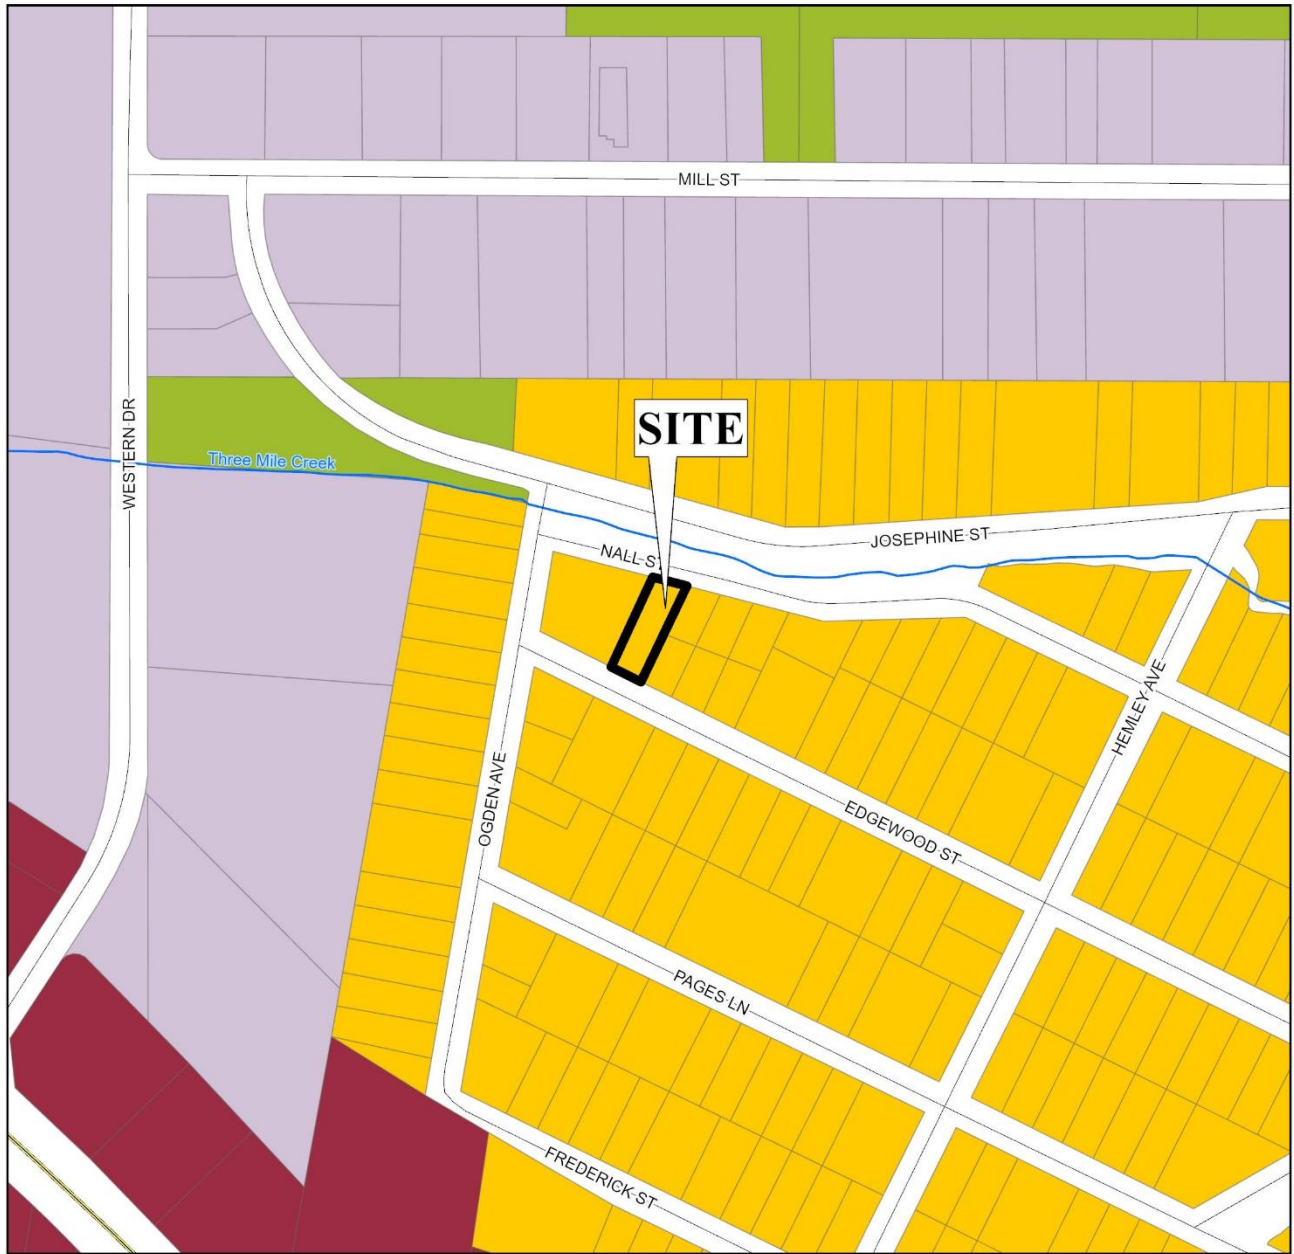 MILL ST
SITE
WESTERN DR
Three Mile Creek
JOSEPHINE ST
NALL S
HEMLEY AVE
OGDEN AVE
EDGEWOOD ST
PAGES LN
FREDERICK ST